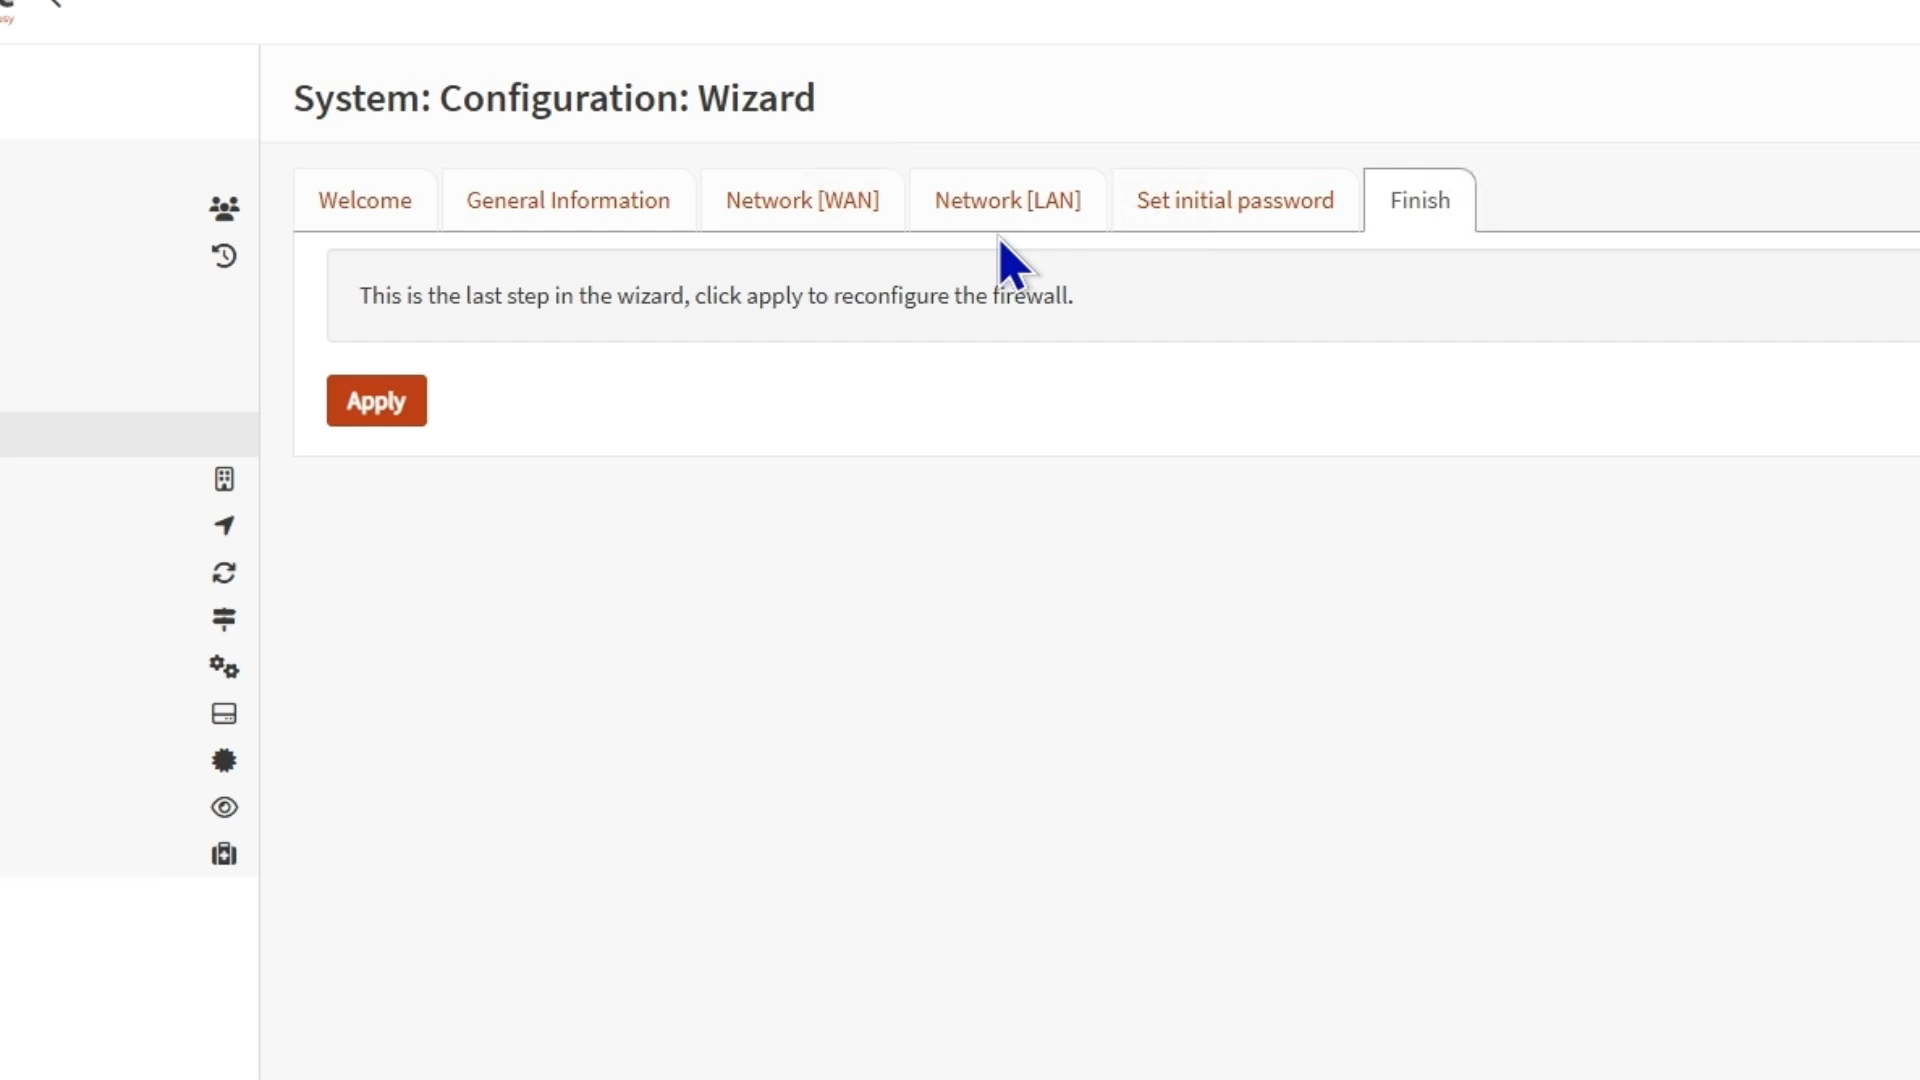 System: Configuration: Wizard
Welcome
General Information
Network [WAN]
Network [LAN]
Set initial password
Finish
This is the last step in the wizard, click apply to reconfigure the firewall.
Apply